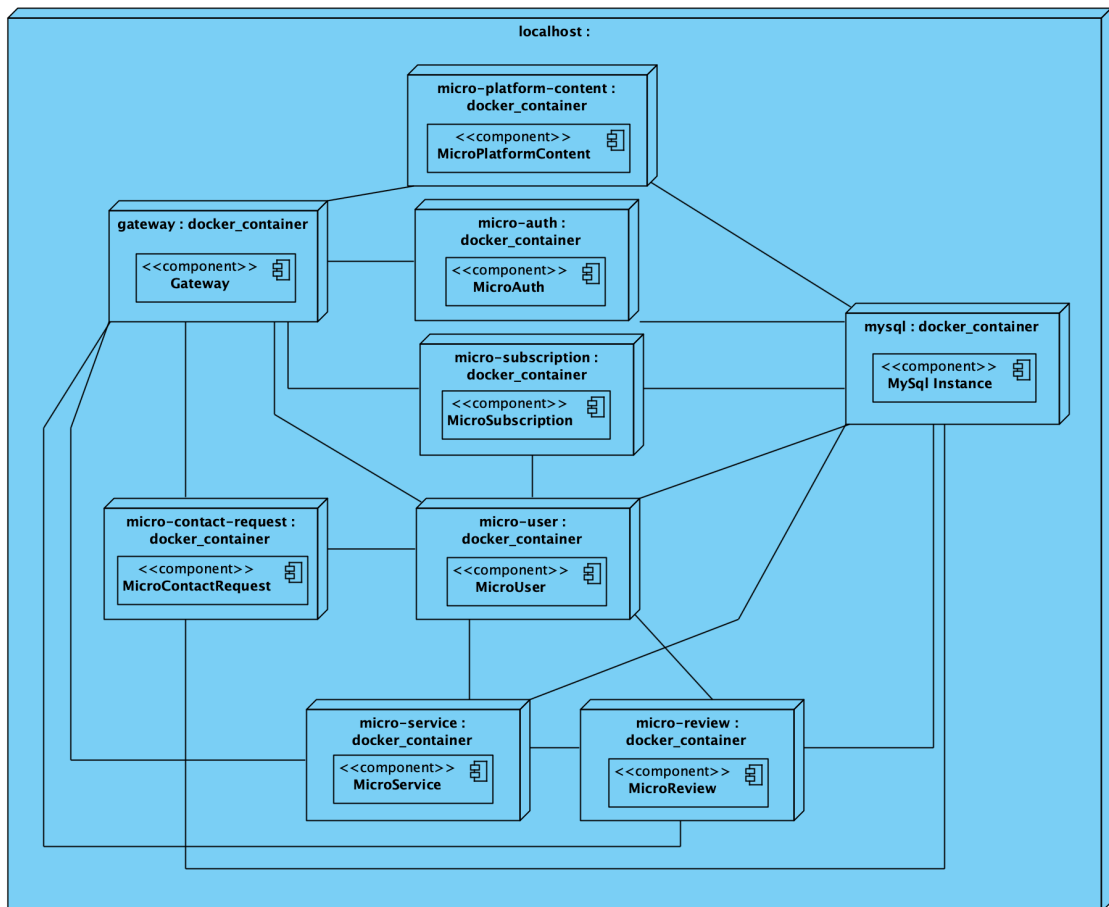 localhost :
micro-platform-content :
docker_container
<<component>>
MicroPlatformContent
gateway : docker_container
<<component>>
Gateway
micro-auth :
docker_container
<<component>>
MicroAuth
mysql : docker_container
<<component>>
MySql Instance
micro-subscription :
docker_container
<<component>>
MicroSubscription
micro-contact-request :
docker_container
<<component>>
MicroContactRequest
micro-user :
docker_container
<<component>>
MicroUser
micro-service :
docker_container
<<component>>
MicroService
micro-review :
docker_container
<<component>>
MicroReview